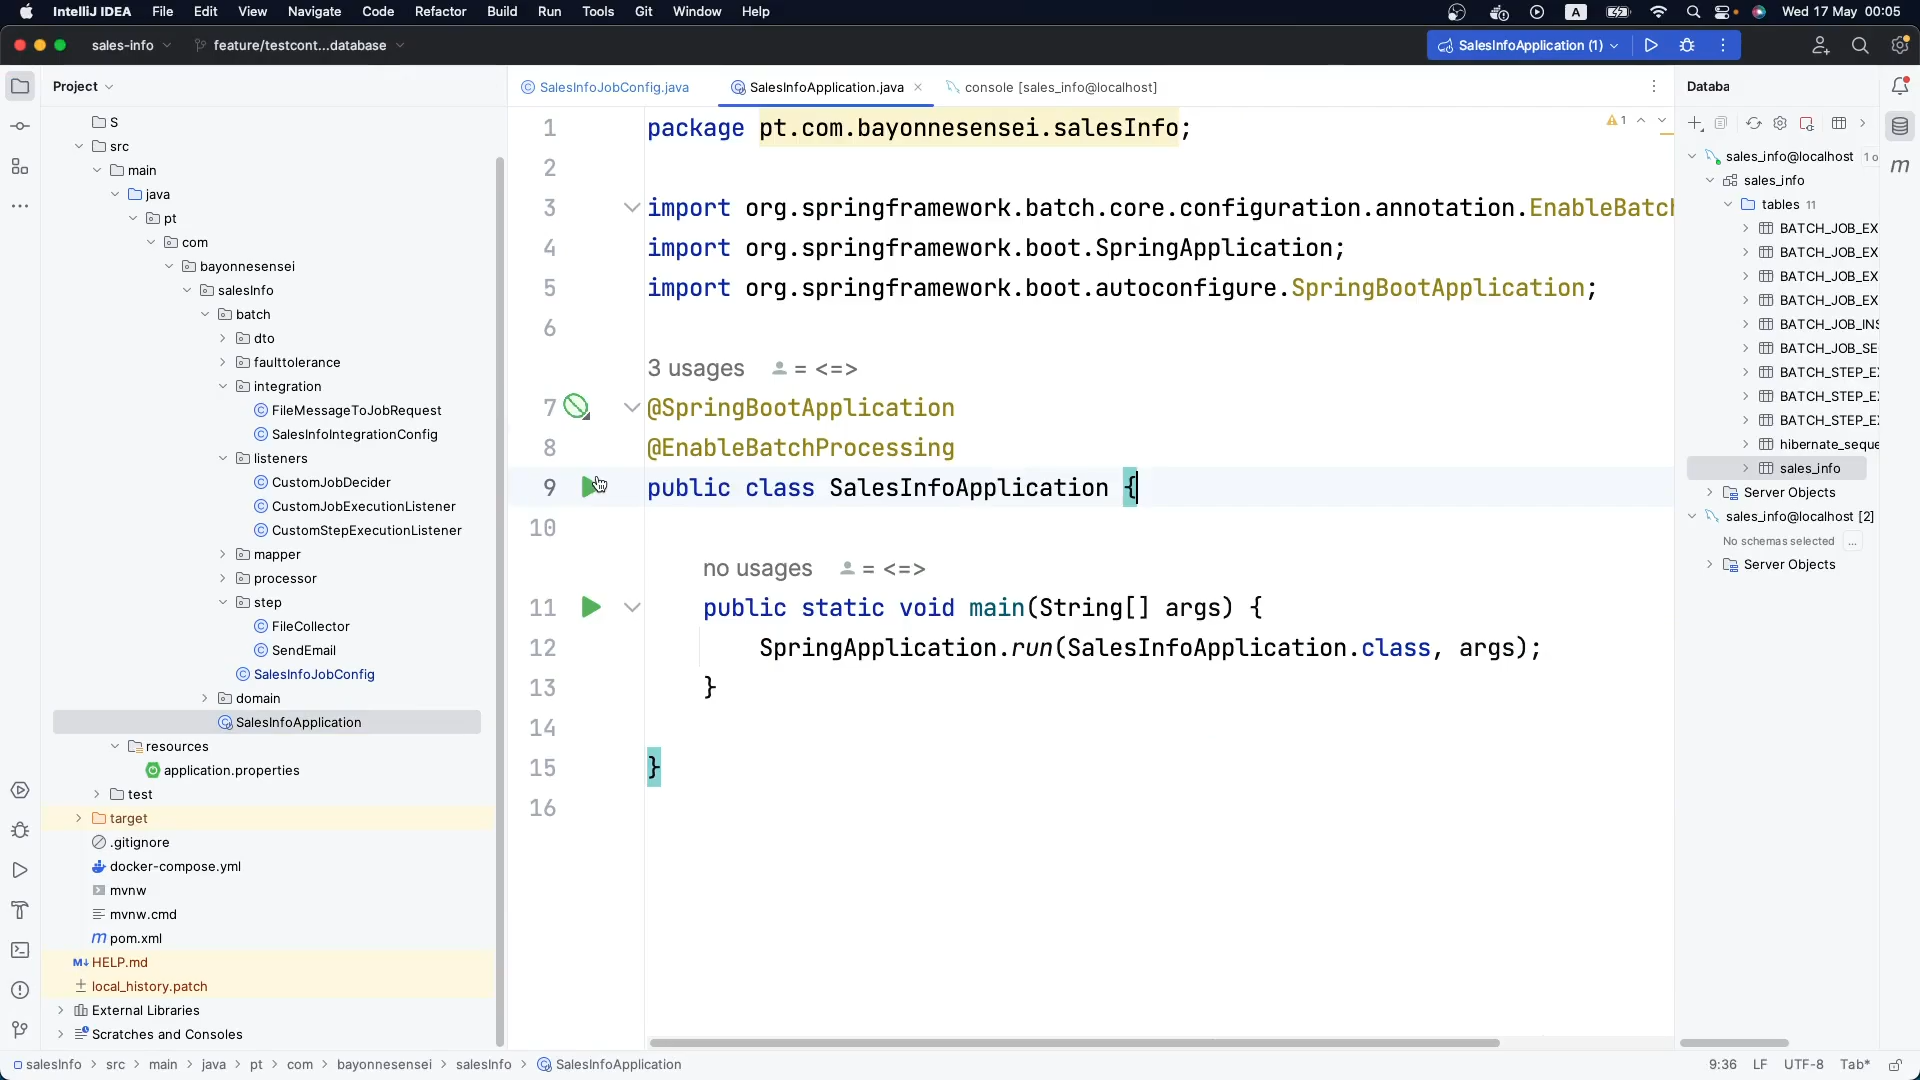 IntelliJ IDEA File Edit View Navigate Code Refactor Build Run Tools Git Window Help A Wed 17 May 00:05
sales-info feature/testcont...database SalesInfoApplication (1)
Project
S
src
main
java
pt
com
bayonnesensei
salesInfo
batch
dto
faulttolerance
integration
FileMessageToJobRequest
SalesInfoIntegrationConfig
listeners
CustomJobDecider
CustomJobExecutionListener
CustomStepExecutionListener
mapper
processor
step
FileCollector
SendEmail
SalesInfoJobConfig
domain
SalesInfoApplication
resources
application.properties
test
target
.gitignore
docker-compose.yml
mvnw
mvnw.cmd
m pom.xml
M↓ HELP.md
local_history.patch
External Libraries
Scratches and Consoles
SalesInfoJobConfig.java SalesInfoApplication.java console [sales_info@localhost]
1 package pt.com.bayonnesensei.salesInfo;
1
2
3 import org.springframework.batch.core.configuration.annotation.EnableBatch
4 import org.springframework.boot.SpringApplication;
5 import org.springframework.boot.autoconfigure.SpringBootApplication;
6
3 usages = <=>
7 @SpringBootApplication
8 @EnableBatchProcessing
9 public class SalesInfoApplication {
10
no usages = <=>
11 public static void main(String[] args) {
12 SpringApplication.run(SalesInfoApplication.class, args);
13 }
14
15 }
16
Databa
sales_info@localhost 1 o
sales_info
tables 11
BATCH_JOB_EX
BATCH_JOB_EX
BATCH_JOB_EX
BATCH_JOB_EX
BATCH_JOB_INS
BATCH_JOB_SE
BATCH_STEP_EX
BATCH_STEP_EX
BATCH_STEP_EX
hibernate_seque
sales_info
Server Objects
sales_info@localhost [2]
No schemas selected ...
Server Objects
m
salesInfo > src > main > java > pt > com > bayonnesensei > salesInfo > SalesInfoApplication 9:36 LF UTF-8 Tab*